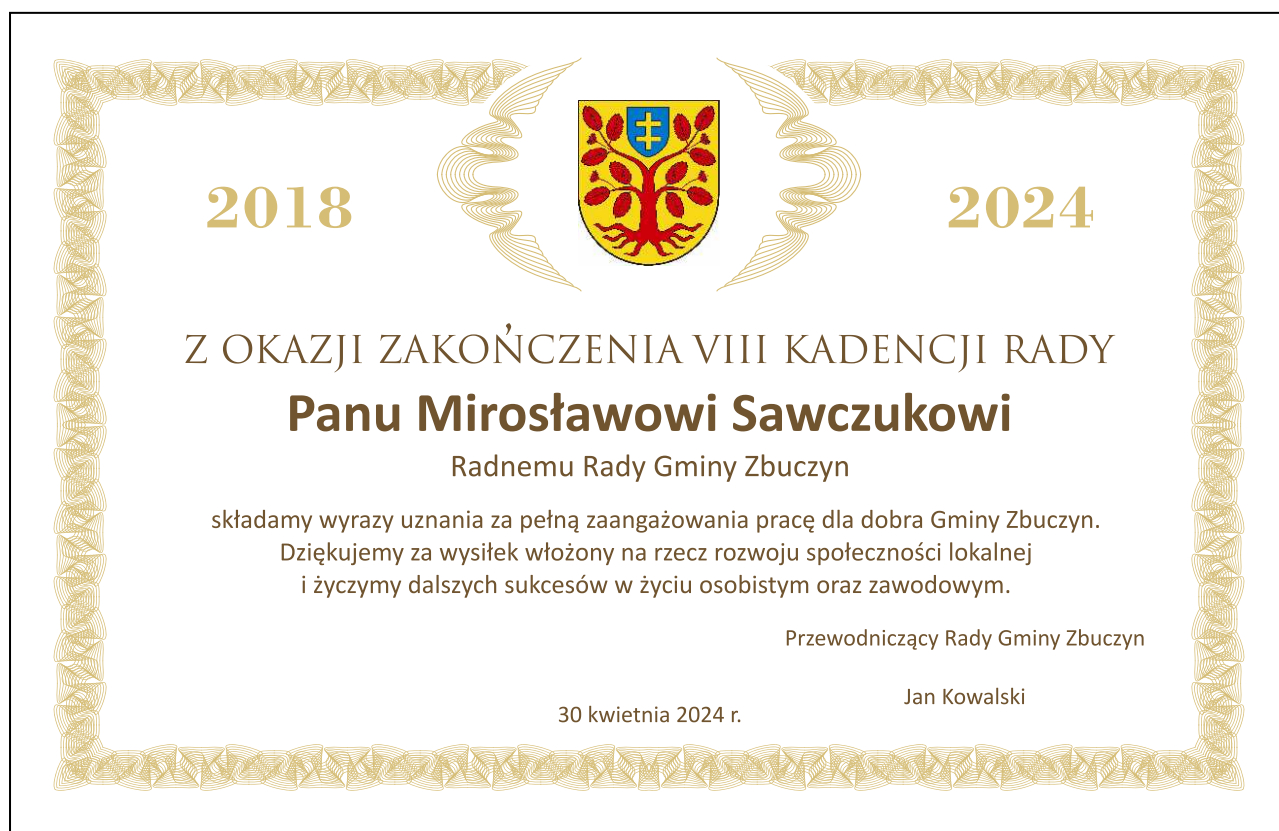 2018
2024
Z OKAZJI ZAKOŃCZENIA VIII KADENCJI RADY
Panu Mirosławowi Sawczukowi
Radnemu Rady Gminy Zbuczyn
składamy wyrazy uznania za pełną zaangażowania pracę dla dobra Gminy Zbuczyn.
Dziękujemy za wysiłek włożony na rzecz rozwoju społeczności lokalnej
i życzymy dalszych sukcesów w życiu osobistym oraz zawodowym.
Przewodniczący Rady Gminy Zbuczyn
Jan Kowalski
30 kwietnia 2024 r.